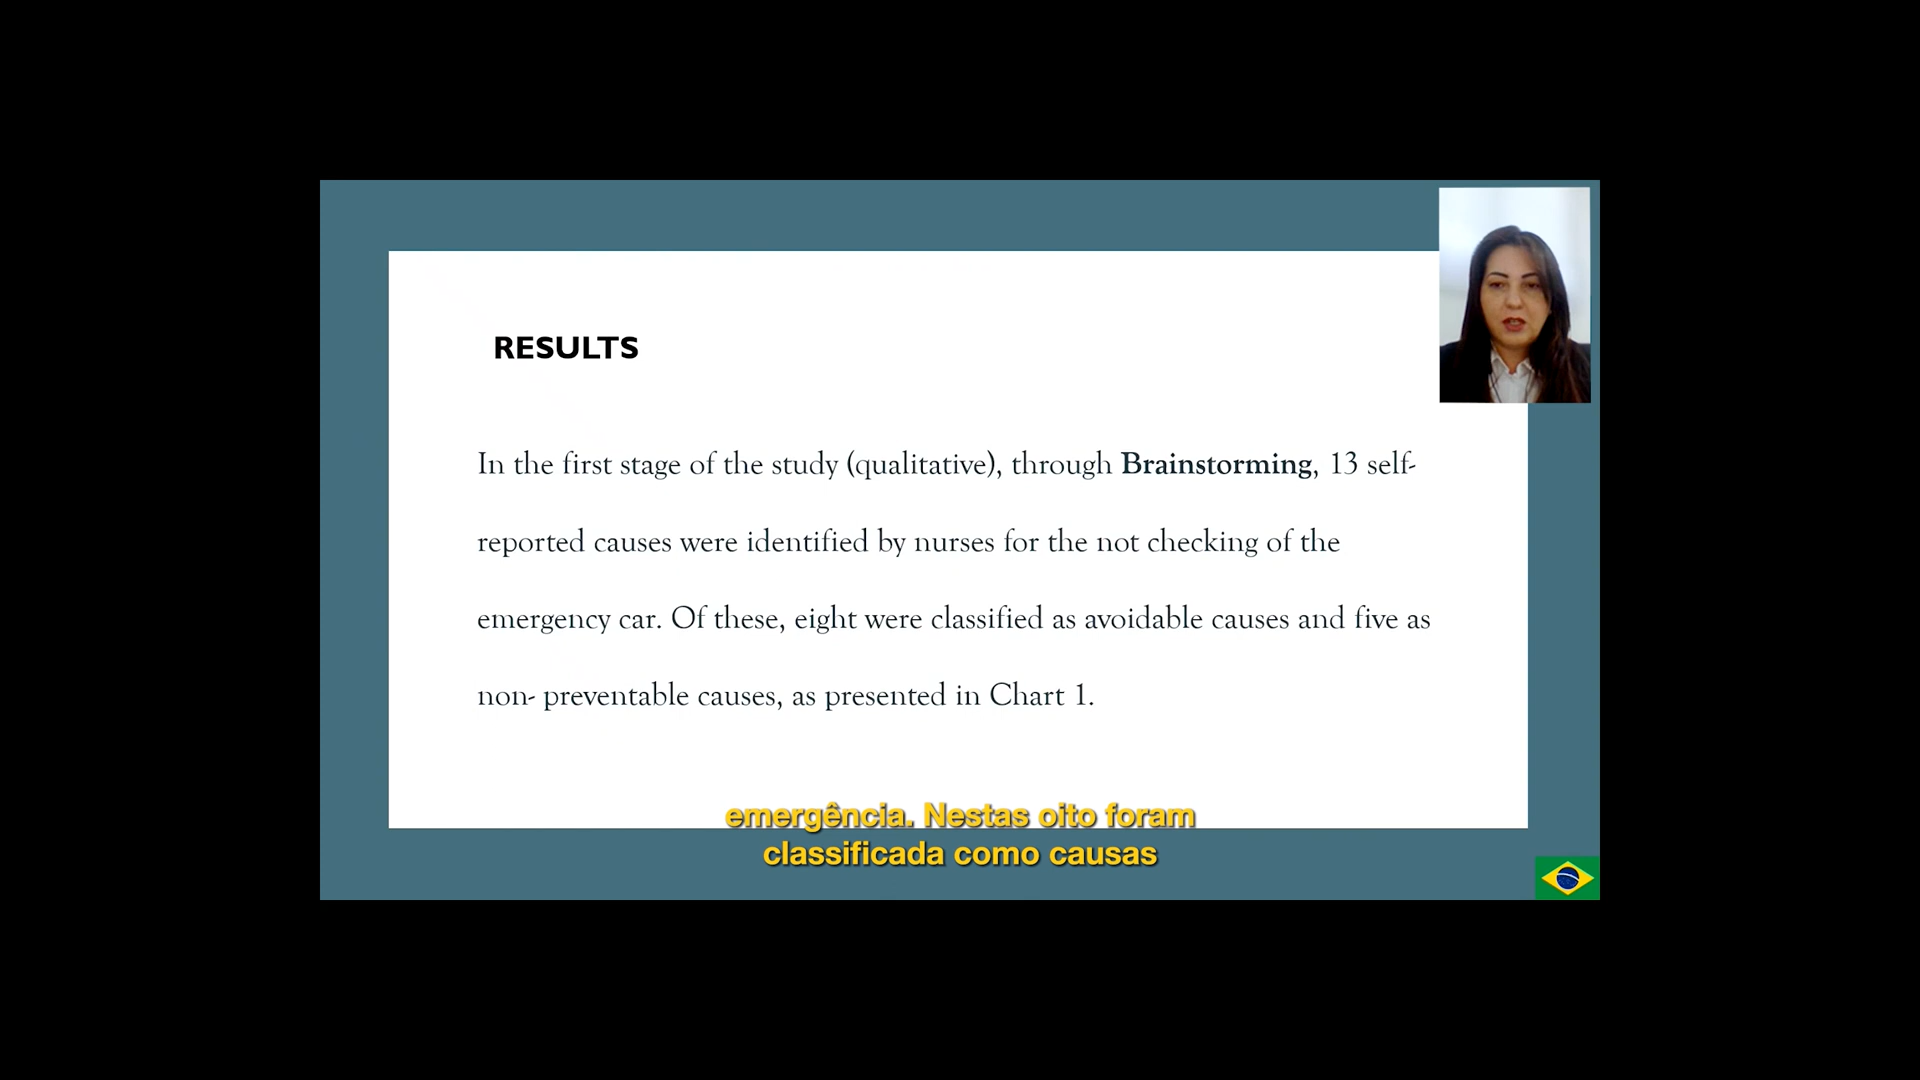 RESULTS
In the first stage of the study (qualitative), through Brainstorming, 13 self-
reported causes were identified by nurses for the not checking of the
emergency car. Of these, eight were classified as avoidable causes and five as
non- preventable causes, as presented in Chart 1.
emergência. Nestas oito foram
classificada como causas